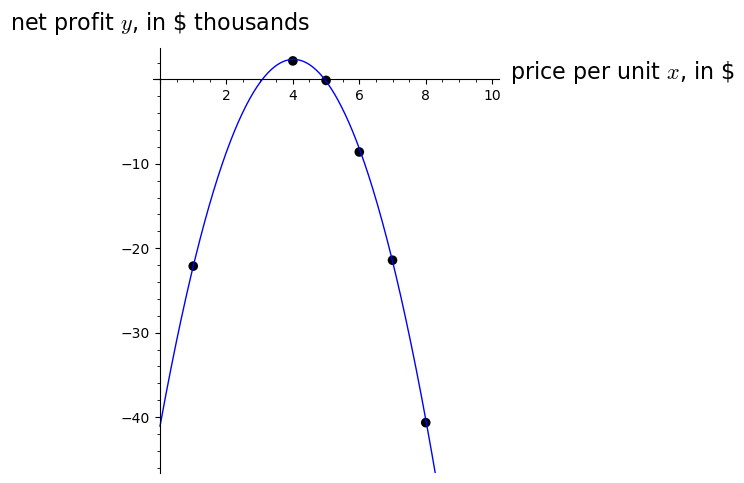 net profit y, in $ thousands
price per unit x, in $
2 4 6 8 10
−10
−20
−30
−40